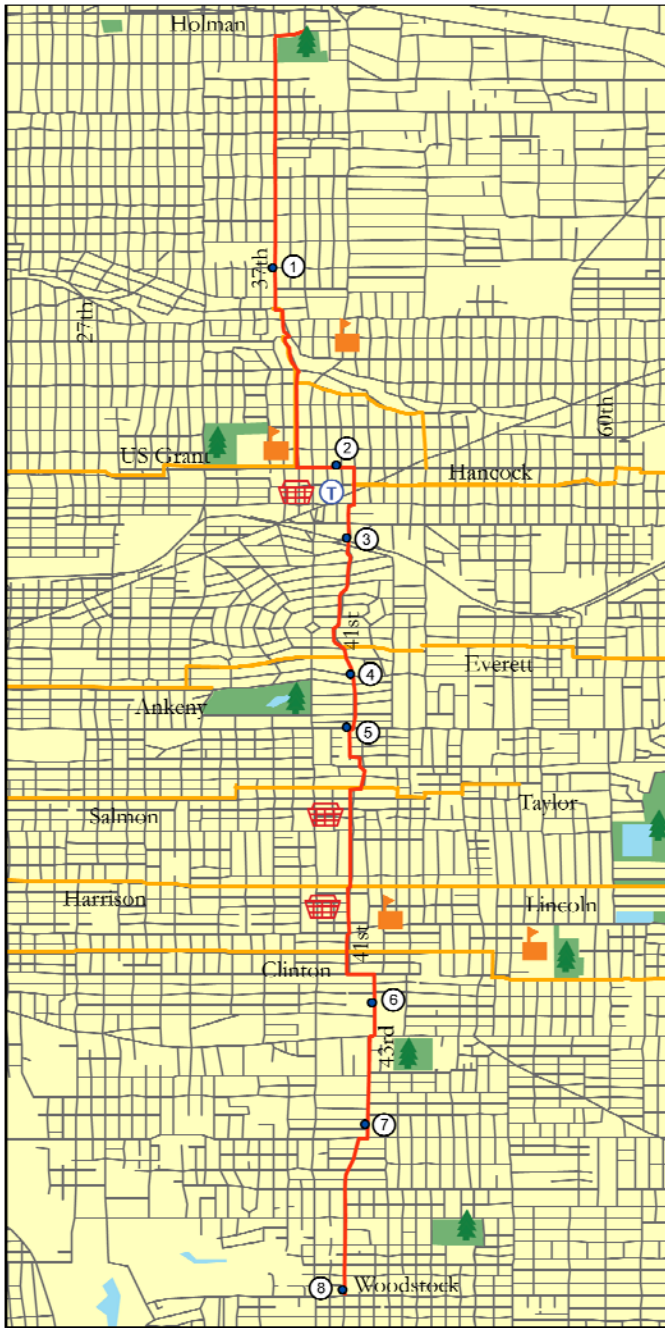 Holman
37th
1
27th
60th
US Grant
2
Hancock
T
3
41st
Everett
4
Ankeny
5
Salmon
Taylor
Harrison
Lincoln
41st
Clinton
6
43rd
7
8
Woodstock